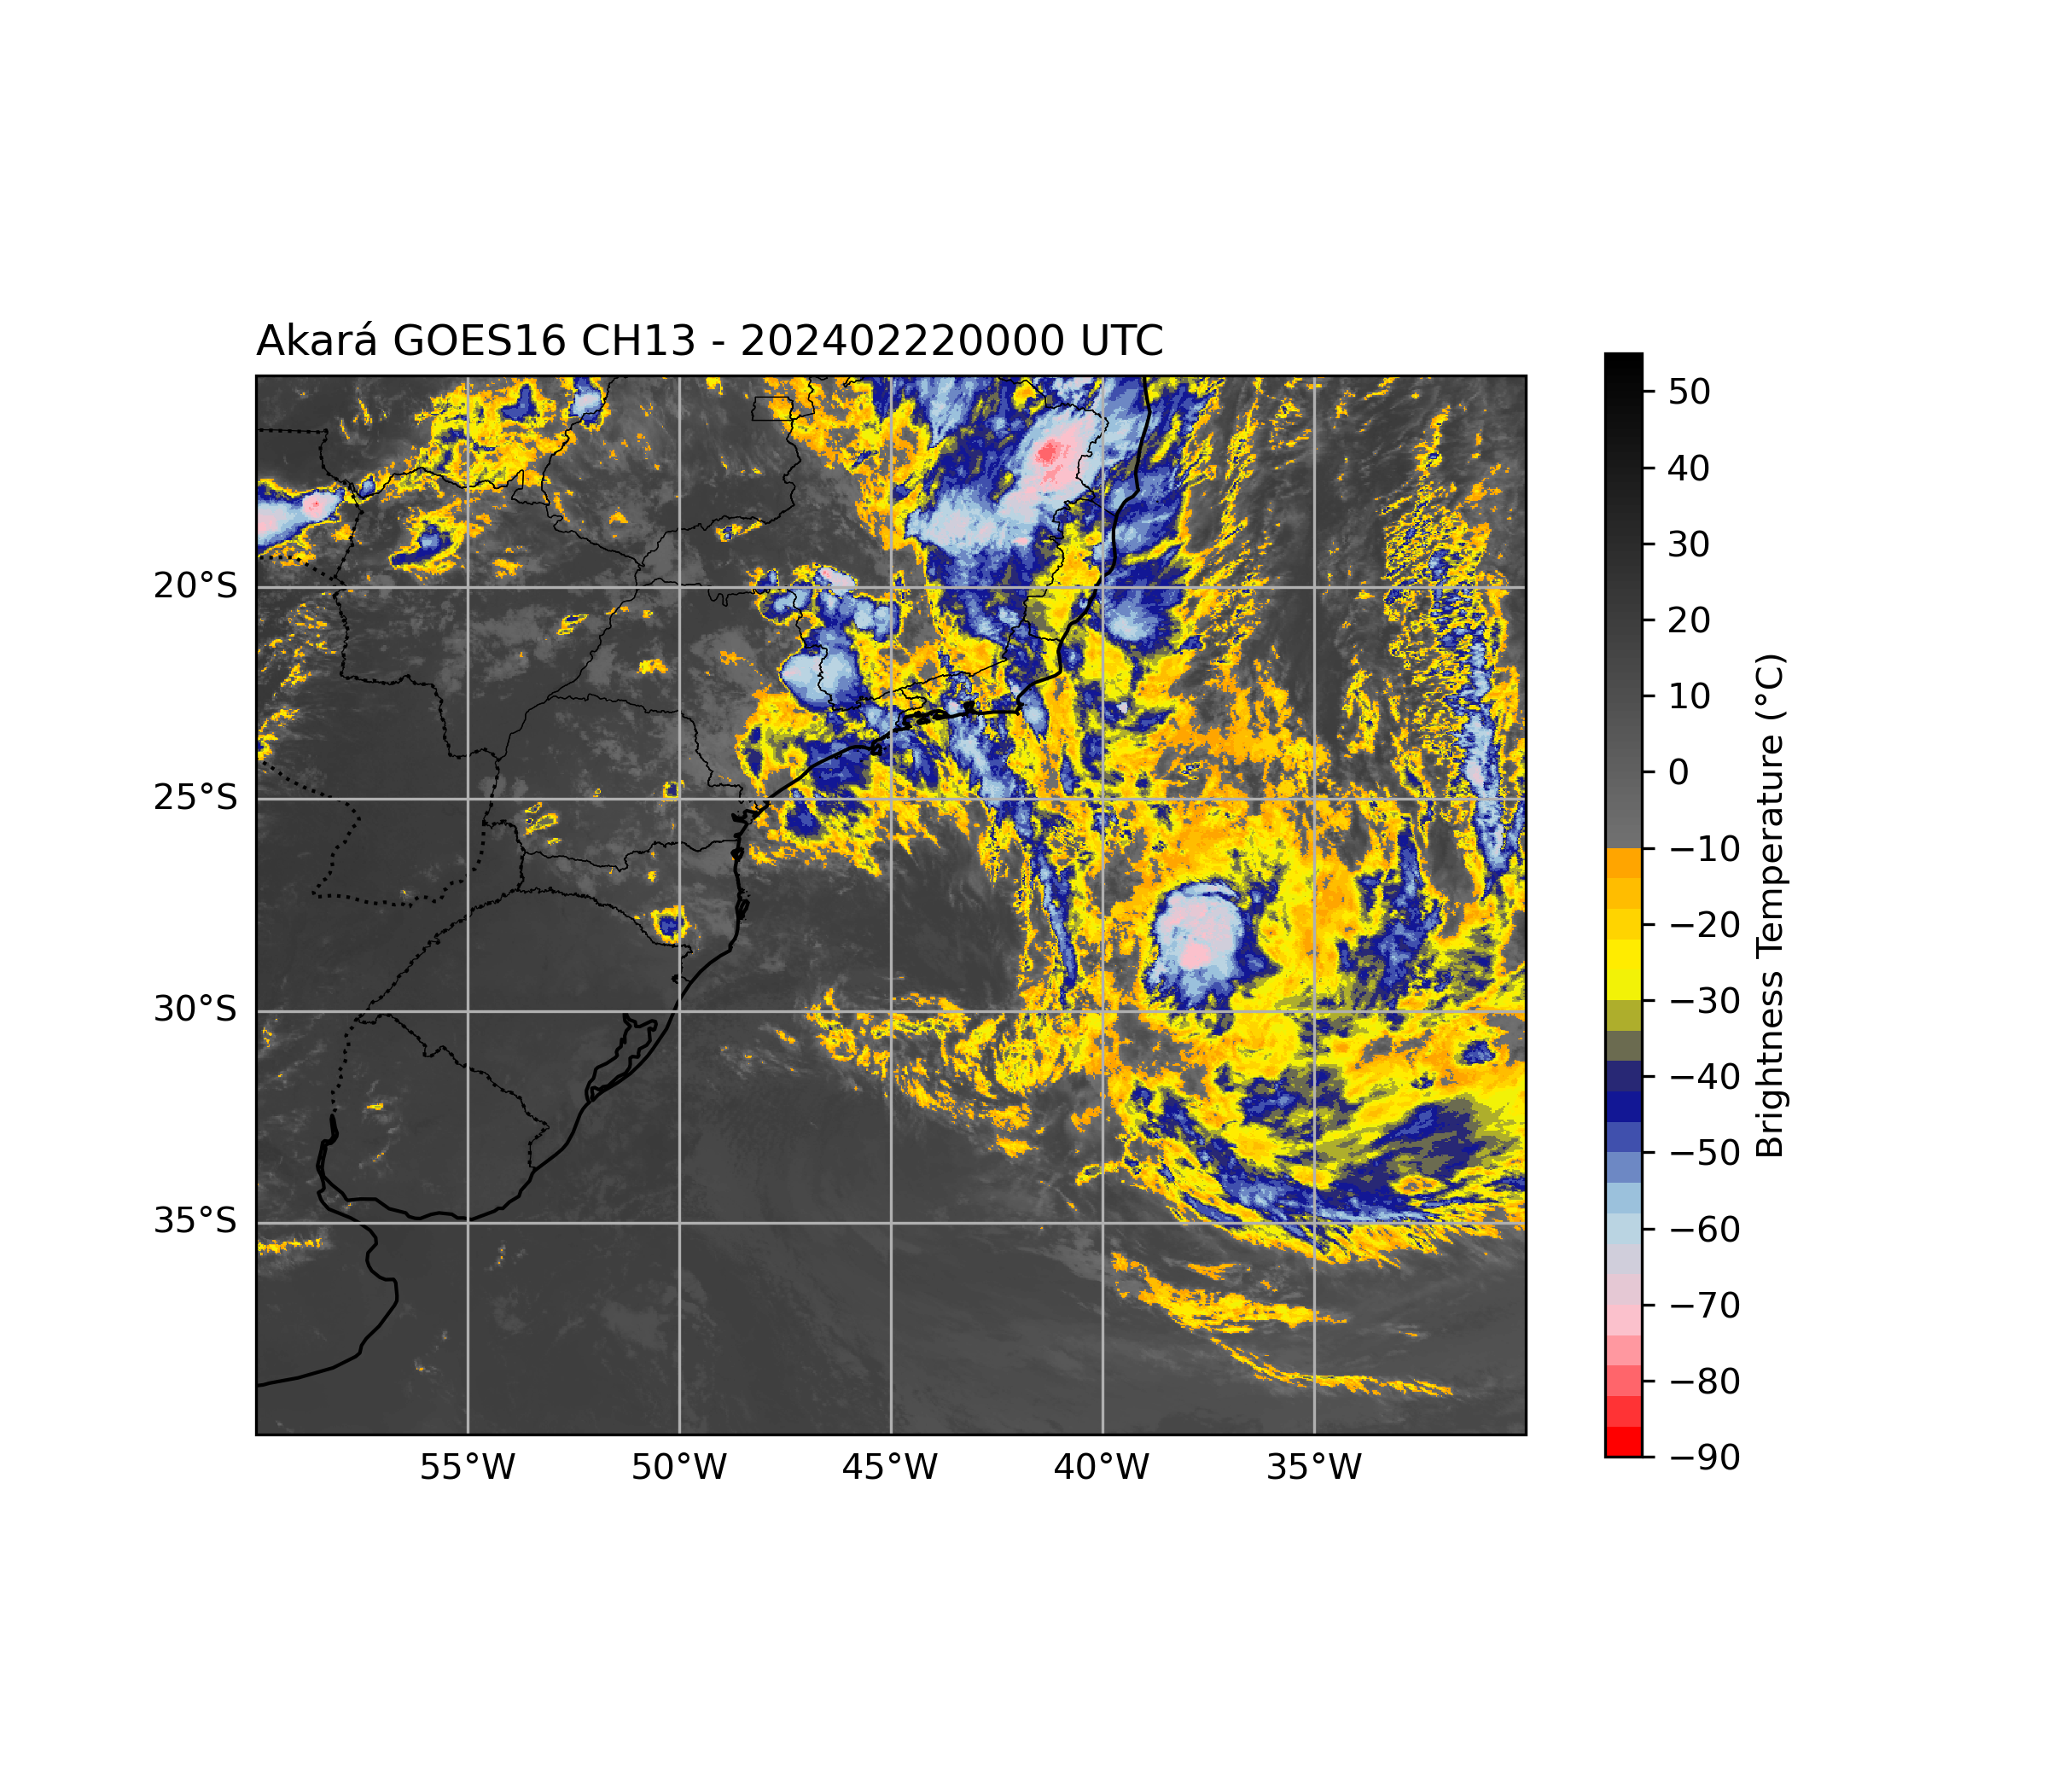 Akará GOES16 CH13 - 202402220000 UTC
20°S
25°S
30°S
35°S
55°W
50°W
45°W
40°W
35°W
50
40
30
20
10
0
−10
−20
−30
−40
−50
−60
−70
−80
−90
Brightness Temperature (°C)